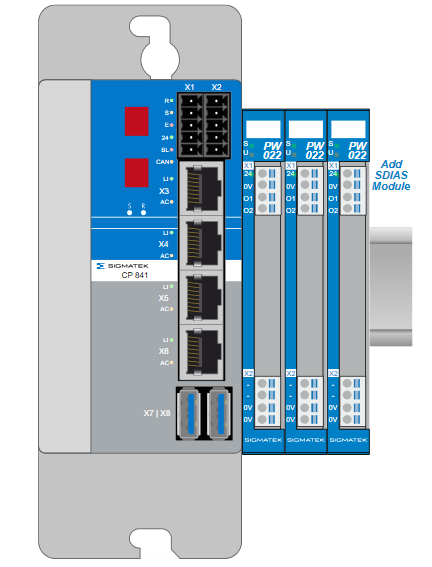 X1 X2
R
S
E
24
BL
CAN
LI
X3
AC
S R
LI
X4
AC
SIGMATEK
CP 841
LI
X5
AC
LI
X6
AC
X7 | X8
S
U
PW
022
X1
24
0V
O1
O2
X2
-
-
0V
0V
SIGMATEK
S
U
PW
022
X1
24
0V
O1
O2
X2
-
-
0V
0V
SIGMATEK
S
U
PW
022
X1
24
0V
O1
O2
X2
-
-
0V
0V
SIGMATEK
Add
SDIAS
Module